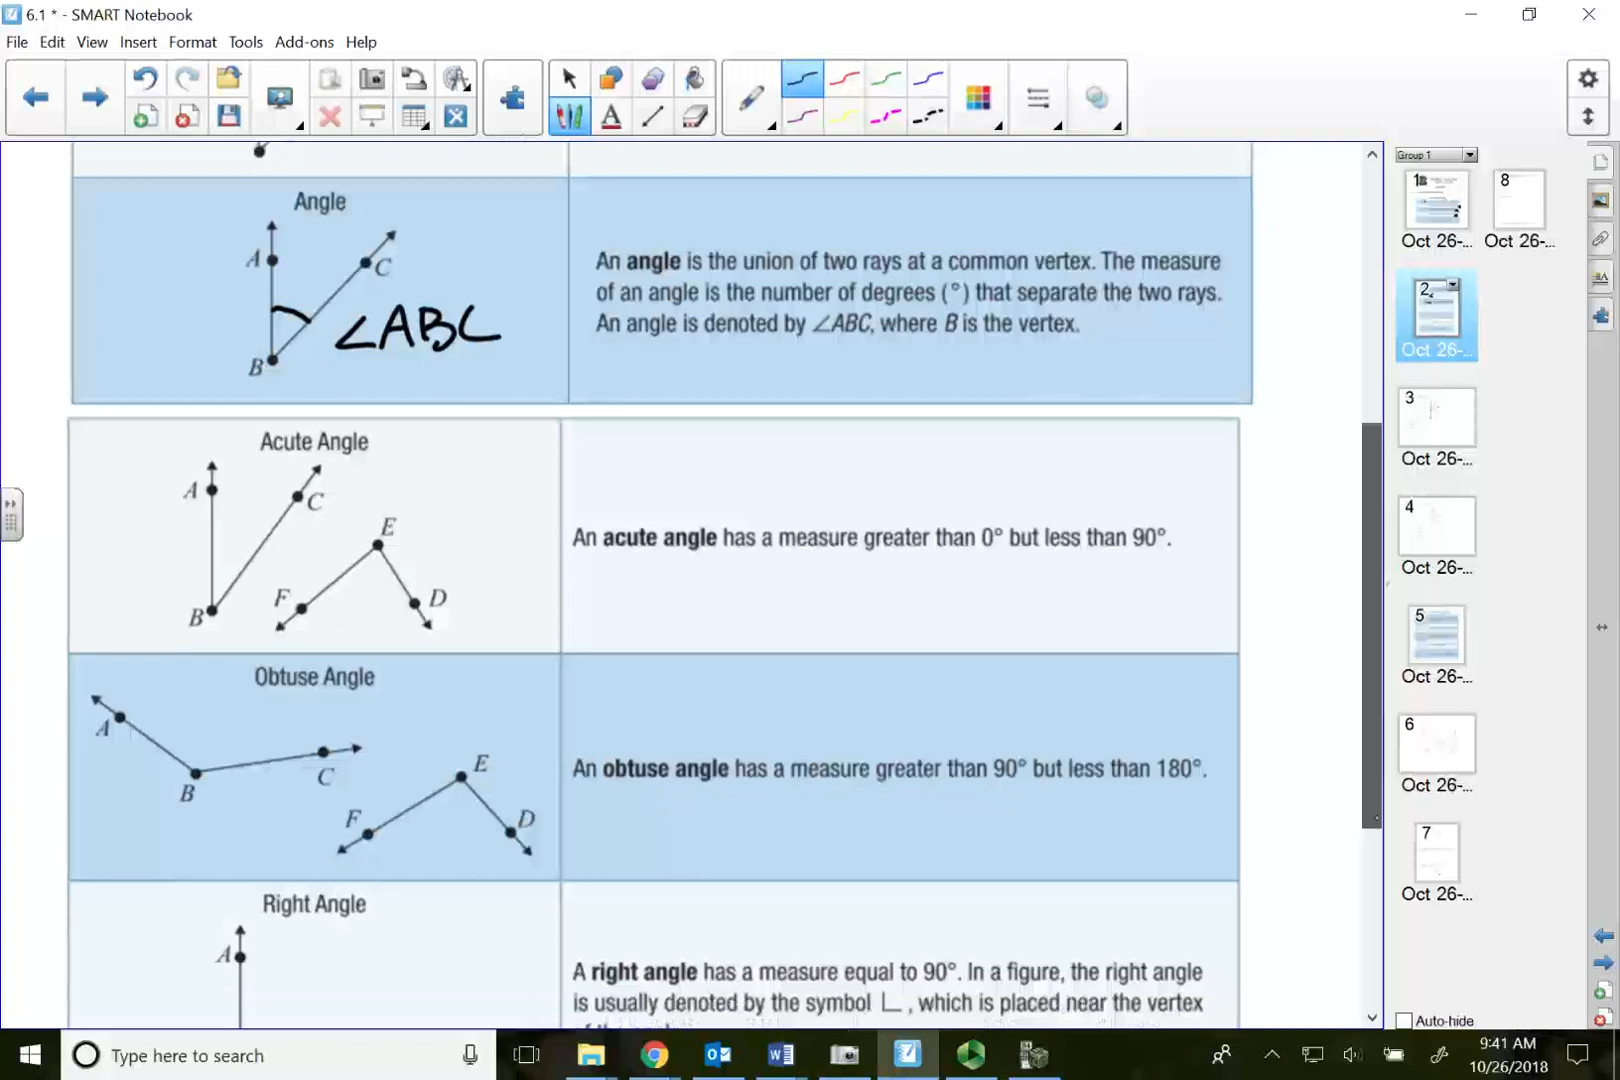 6.1 * - SMART Notebook
File Edit View Insert Format Tools Add-ons Help
Angle
A
C
B
∠ABC
An angle is the union of two rays at a common vertex. The measure
of an angle is the number of degrees (°) that separate the two rays.
An angle is denoted by ∠ABC, where B is the vertex.
Acute Angle
A
C
B
E
F
D
An acute angle has a measure greater than 0° but less than 90°.
Obtuse Angle
A
B
C
E
F
D
An obtuse angle has a measure greater than 90° but less than 180°.
Right Angle
A
A right angle has a measure equal to 90°. In a figure, the right angle
is usually denoted by the symbol ∟, which is placed near the vertex
Group 1
1
Oct 26-...
8
Oct 26-...
2
Oct 26-...
3
Oct 26-...
4
Oct 26-...
5
Oct 26-...
6
Oct 26-...
7
Oct 26-...
Auto-hide
Type here to search
9:41 AM
10/26/2018